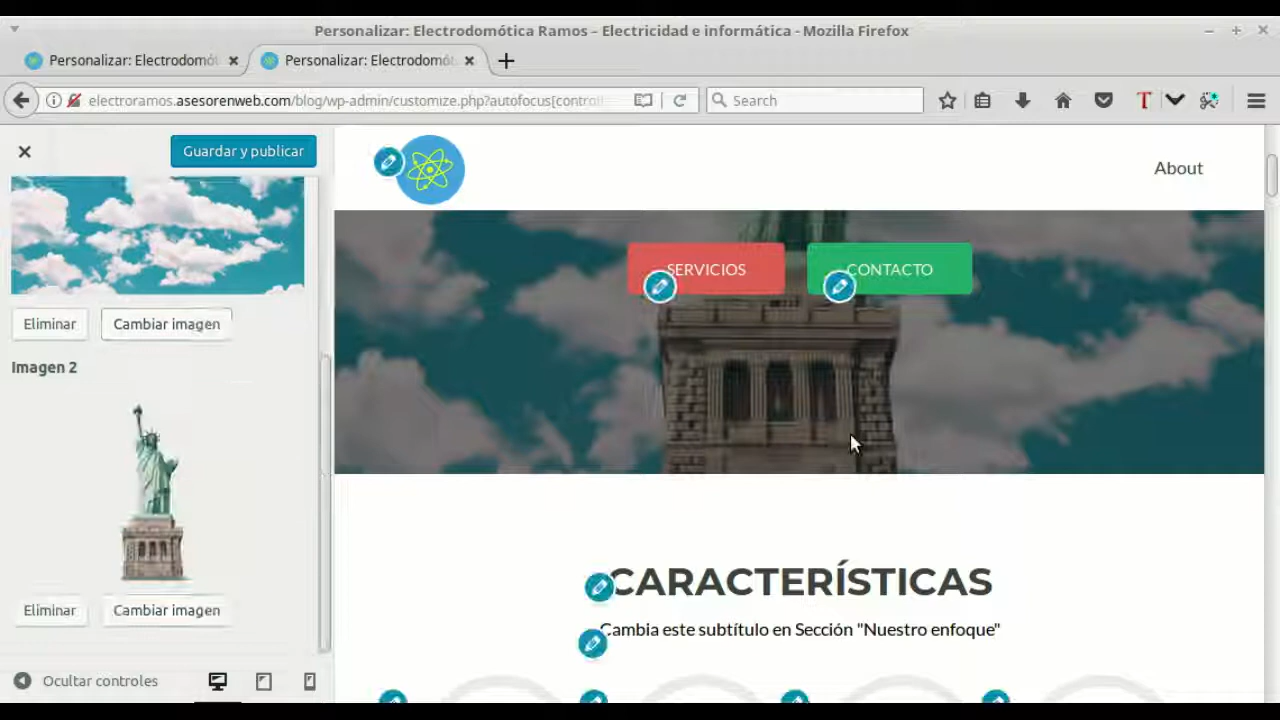 Personalizar: Electrodomótica Ramos – Electricidad e informática - Mozilla Firefox
Personalizar: Electrodomót
Personalizar: Electrodomót
electroramos.asesorenweb.com/blog/wp-admin/customize.php?autofocus[control
Search
Guardar y publicar
About
SERVICIOS
CONTACTO
Eliminar
Cambiar imagen
Imagen 2
CARACTERÍSTICAS
Cambia este subtítulo en Sección "Nuestro enfoque"
Eliminar
Cambiar imagen
Ocultar controles